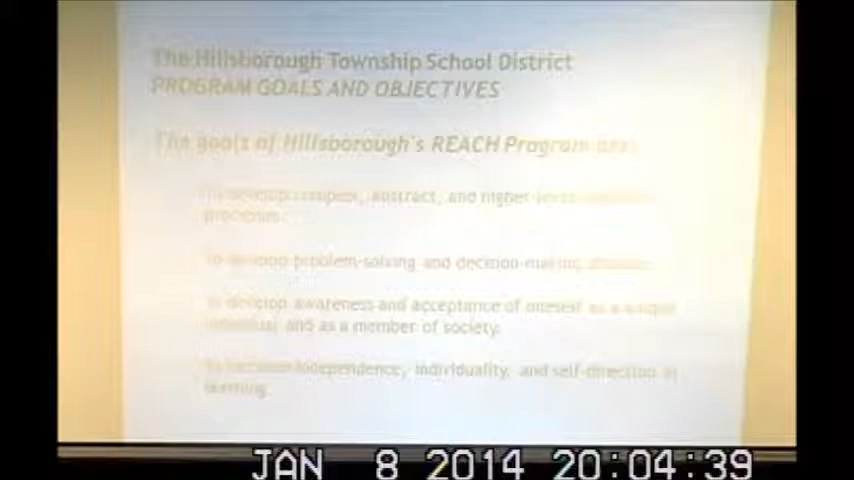 The Hillsborough Township School District
PROGRAM GOALS AND OBJECTIVES
The goals of Hillsborough's REACH Program are:
To develop complex, abstract, and higher level
processes.
To develop problem-solving and decision-making abilities.
To develop awareness and acceptance of oneself as a unique
individual and as a member of society.
To increase independence, individuality, and self-direction in
learning.
JAN 8 2014 20:04:39